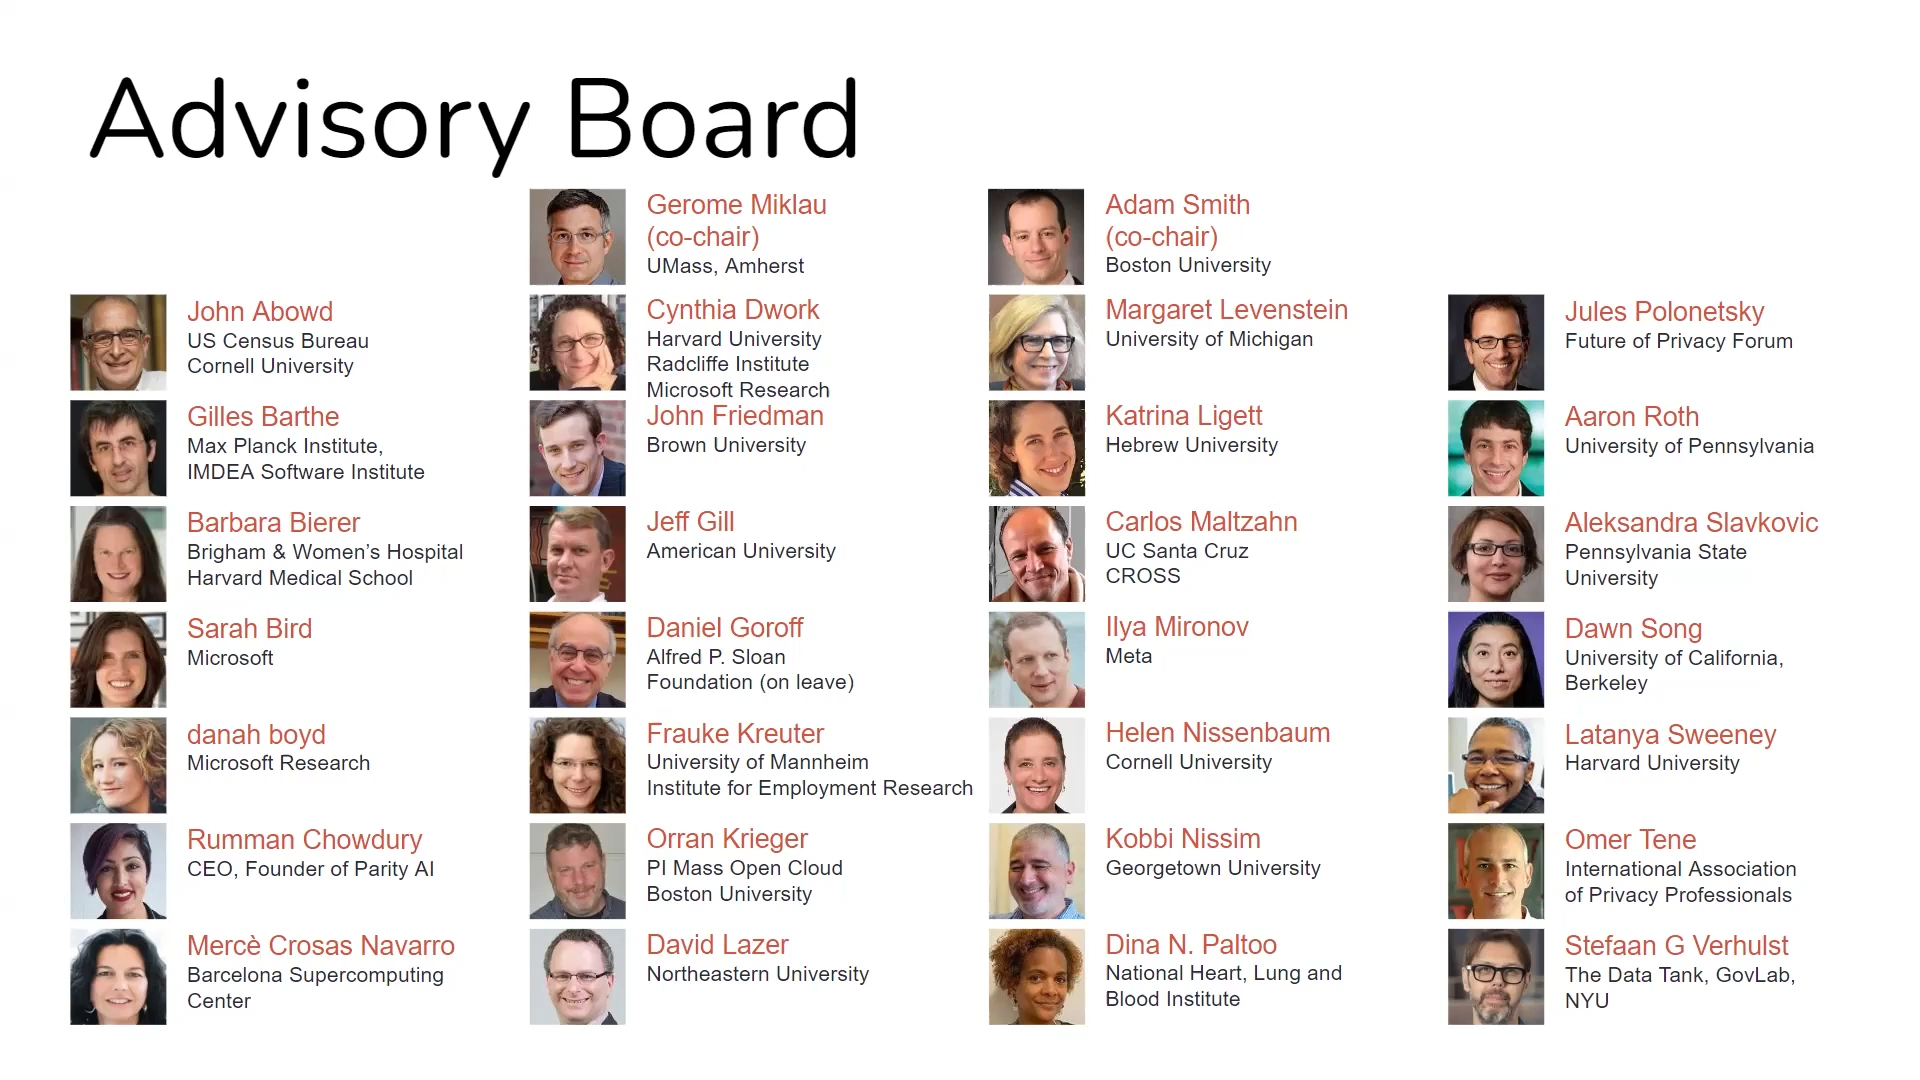 Advisory Board
Gerome Miklau
(co-chair)
UMass, Amherst
Adam Smith
(co-chair)
Boston University
John Abowd
US Census Bureau
Cornell University
Cynthia Dwork
Harvard University
Radcliffe Institute
Microsoft Research
Margaret Levenstein
University of Michigan
Jules Polonetsky
Future of Privacy Forum
Gilles Barthe
Max Planck Institute,
IMDEA Software Institute
John Friedman
Brown University
Katrina Ligett
Hebrew University
Aaron Roth
University of Pennsylvania
Barbara Bierer
Brigham & Women’s Hospital
Harvard Medical School
Jeff Gill
American University
Carlos Maltzahn
UC Santa Cruz
CROSS
Aleksandra Slavkovic
Pennsylvania State
University
Sarah Bird
Microsoft
Daniel Goroff
Alfred P. Sloan
Foundation (on leave)
Ilya Mironov
Meta
Dawn Song
University of California,
Berkeley
danah boyd
Microsoft Research
Frauke Kreuter
University of Mannheim
Institute for Employment Research
Helen Nissenbaum
Cornell University
Latanya Sweeney
Harvard University
Rumman Chowdury
CEO, Founder of Parity AI
Orran Krieger
PI Mass Open Cloud
Boston University
Kobbi Nissim
Georgetown University
Omer Tene
International Association
of Privacy Professionals
Mercè Crosas Navarro
Barcelona Supercomputing
Center
David Lazer
Northeastern University
Dina N. Paltoo
National Heart, Lung and
Blood Institute
Stefaan G Verhulst
The Data Tank, GovLab,
NYU